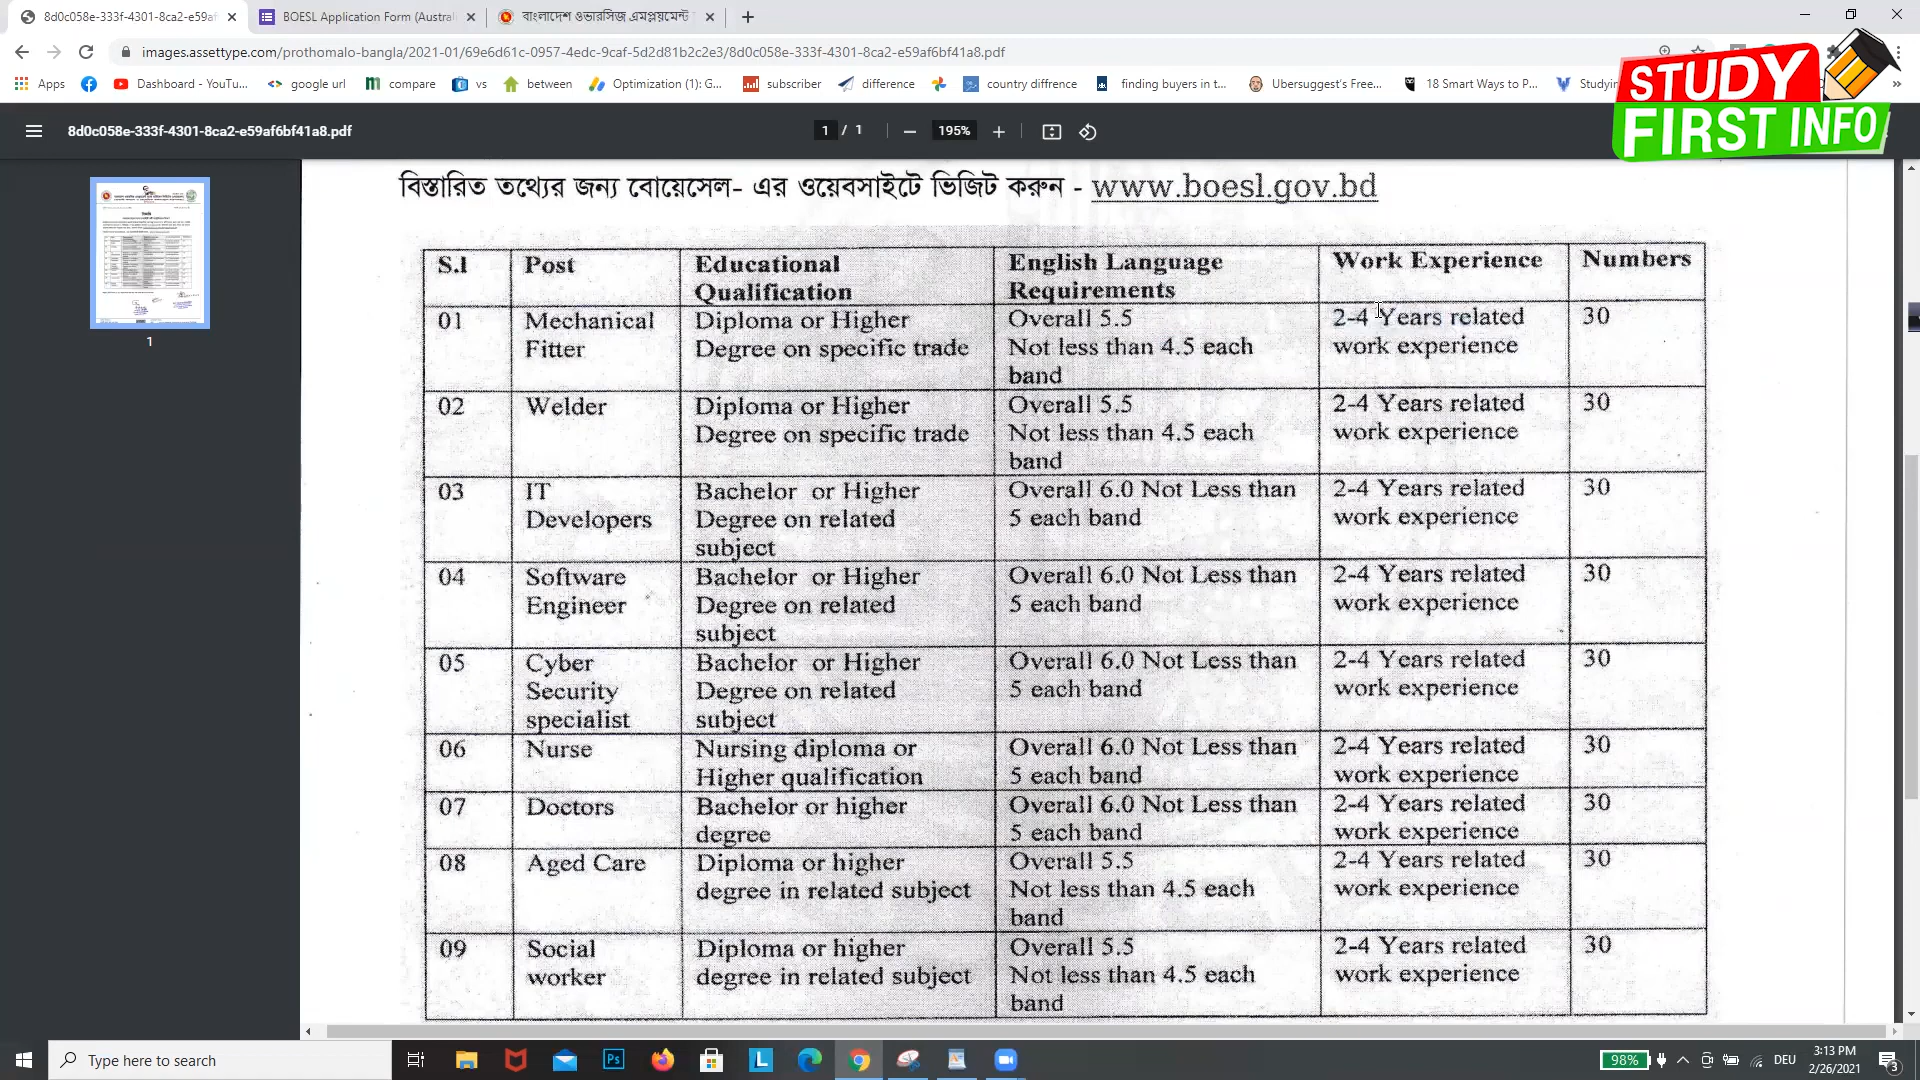 8d0c058e-333f-4301-8ca2-e59af
BOESL Application Form (Austral
বাংলাদেশ ওভারসিজ এমপ্লয়মেন্ট
images.assettype.com/prothomalo-bangla/2021-01/69e6d61c-0957-4edc-9caf-5d2d81b2c2e3/8d0c058e-333f-4301-8ca2-e59af6bf41a8.pdf
Apps
Dashboard - YouTu...
google url
compare
vs
between
Optimization (1): G...
subscriber
difference
country diffrence
finding buyers in t...
Ubersuggest's Free...
18 Smart Ways to P...
Studyin
STUDY
FIRST INFO
8d0c058e-333f-4301-8ca2-e59af6bf41a8.pdf
1 / 1
195%
1
বিস্তারিত তথ্যের জন্য বোয়েসেল- এর ওয়েবসাইটে ভিজিট করুন - www.boesl.gov.bd
S.l Post Educational Qualification English Language Requirements Work Experience Numbers
01 Mechanical Fitter Diploma or Higher Degree on specific trade Overall 5.5 Not less than 4.5 each band 2-4 Years related work experience 30
02 Welder Diploma or Higher Degree on specific trade Overall 5.5 Not less than 4.5 each band 2-4 Years related work experience 30
03 IT Developers Bachelor or Higher Degree on related subject Overall 6.0 Not Less than 5 each band 2-4 Years related work experience 30
04 Software Engineer Bachelor or Higher Degree on related subject Overall 6.0 Not Less than 5 each band 2-4 Years related work experience 30
05 Cyber Security specialist Bachelor or Higher Degree on related subject Overall 6.0 Not Less than 5 each band 2-4 Years related work experience 30
06 Nurse Nursing diploma or Higher qualification Overall 6.0 Not Less than 5 each band 2-4 Years related work experience 30
07 Doctors Bachelor or higher degree Overall 6.0 Not Less than 5 each band 2-4 Years related work experience 30
08 Aged Care Diploma or higher degree in related subject Overall 5.5 Not less than 4.5 each band 2-4 Years related work experience 30
09 Social worker Diploma or higher degree in related subject Overall 5.5 Not less than 4.5 each band 2-4 Years related work experience 30
Type here to search
98%
DEU
3:13 PM
2/26/2021
3